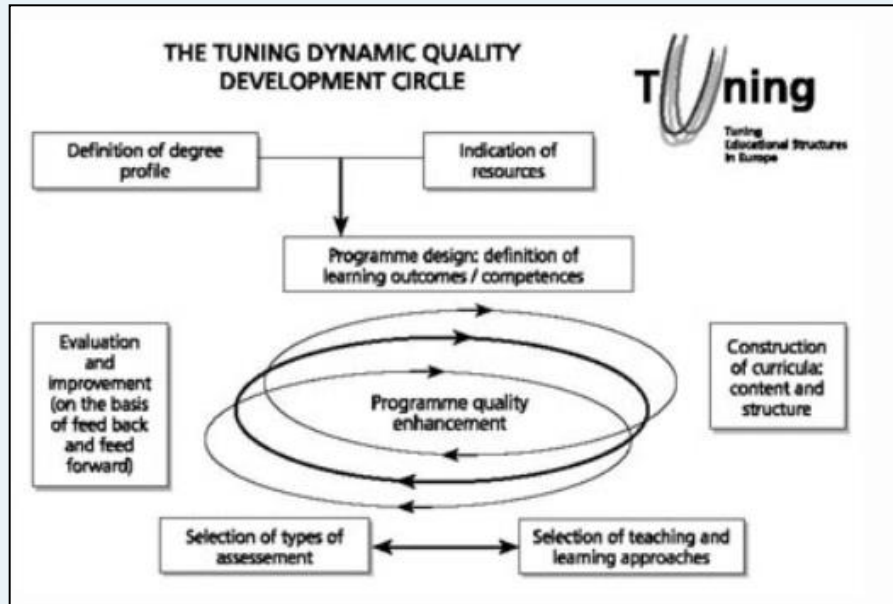 THE TUNING DYNAMIC QUALITY
DEVELOPMENT CIRCLE
Tuning
Tuning
Educational Structures
in Europe
Definition of degree
profile
Indication of
resources
Programme design: definition of
learning outcomes / competences
Evaluation
and
improvement
(on the basis
of feed back
and feed
forward)
Programme quality
enhancement
Construction
of curricula:
content and
structure
Selection of types of
assessement
Selection of teaching and
learning approaches